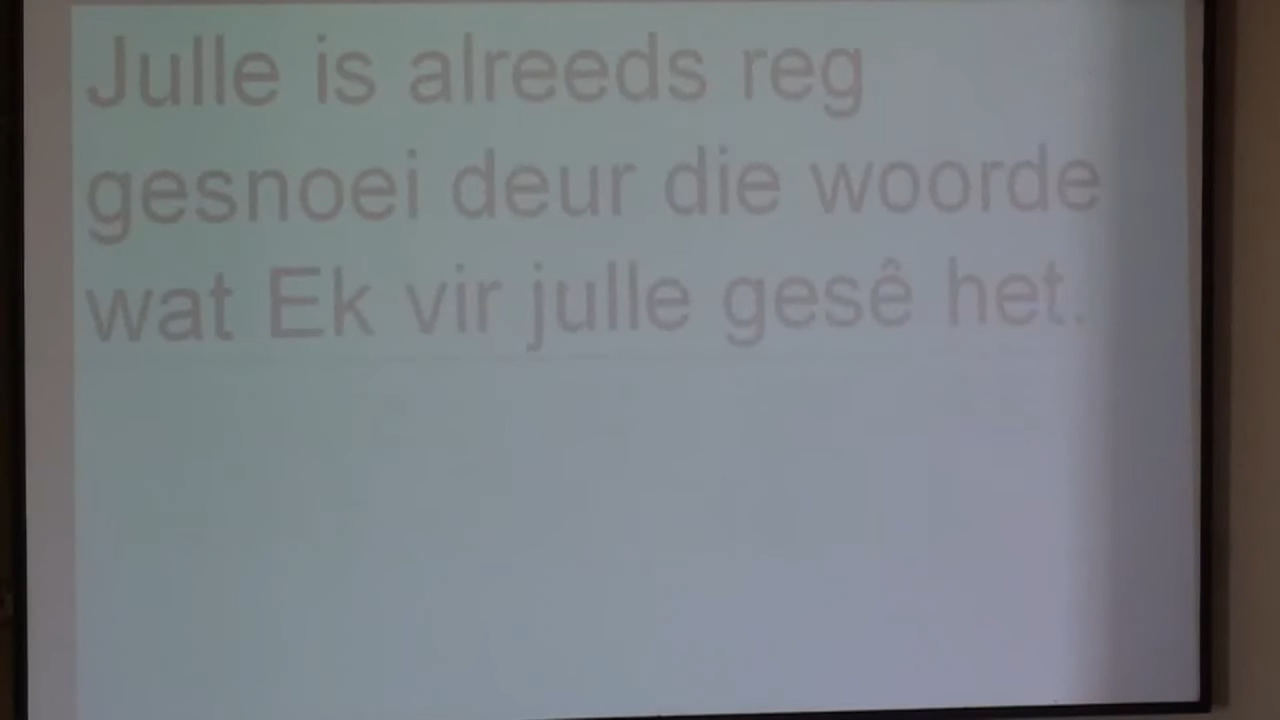 Julle is alreeds reg
gesnoei deur die woorde
wat Ek vir julle gesê het.